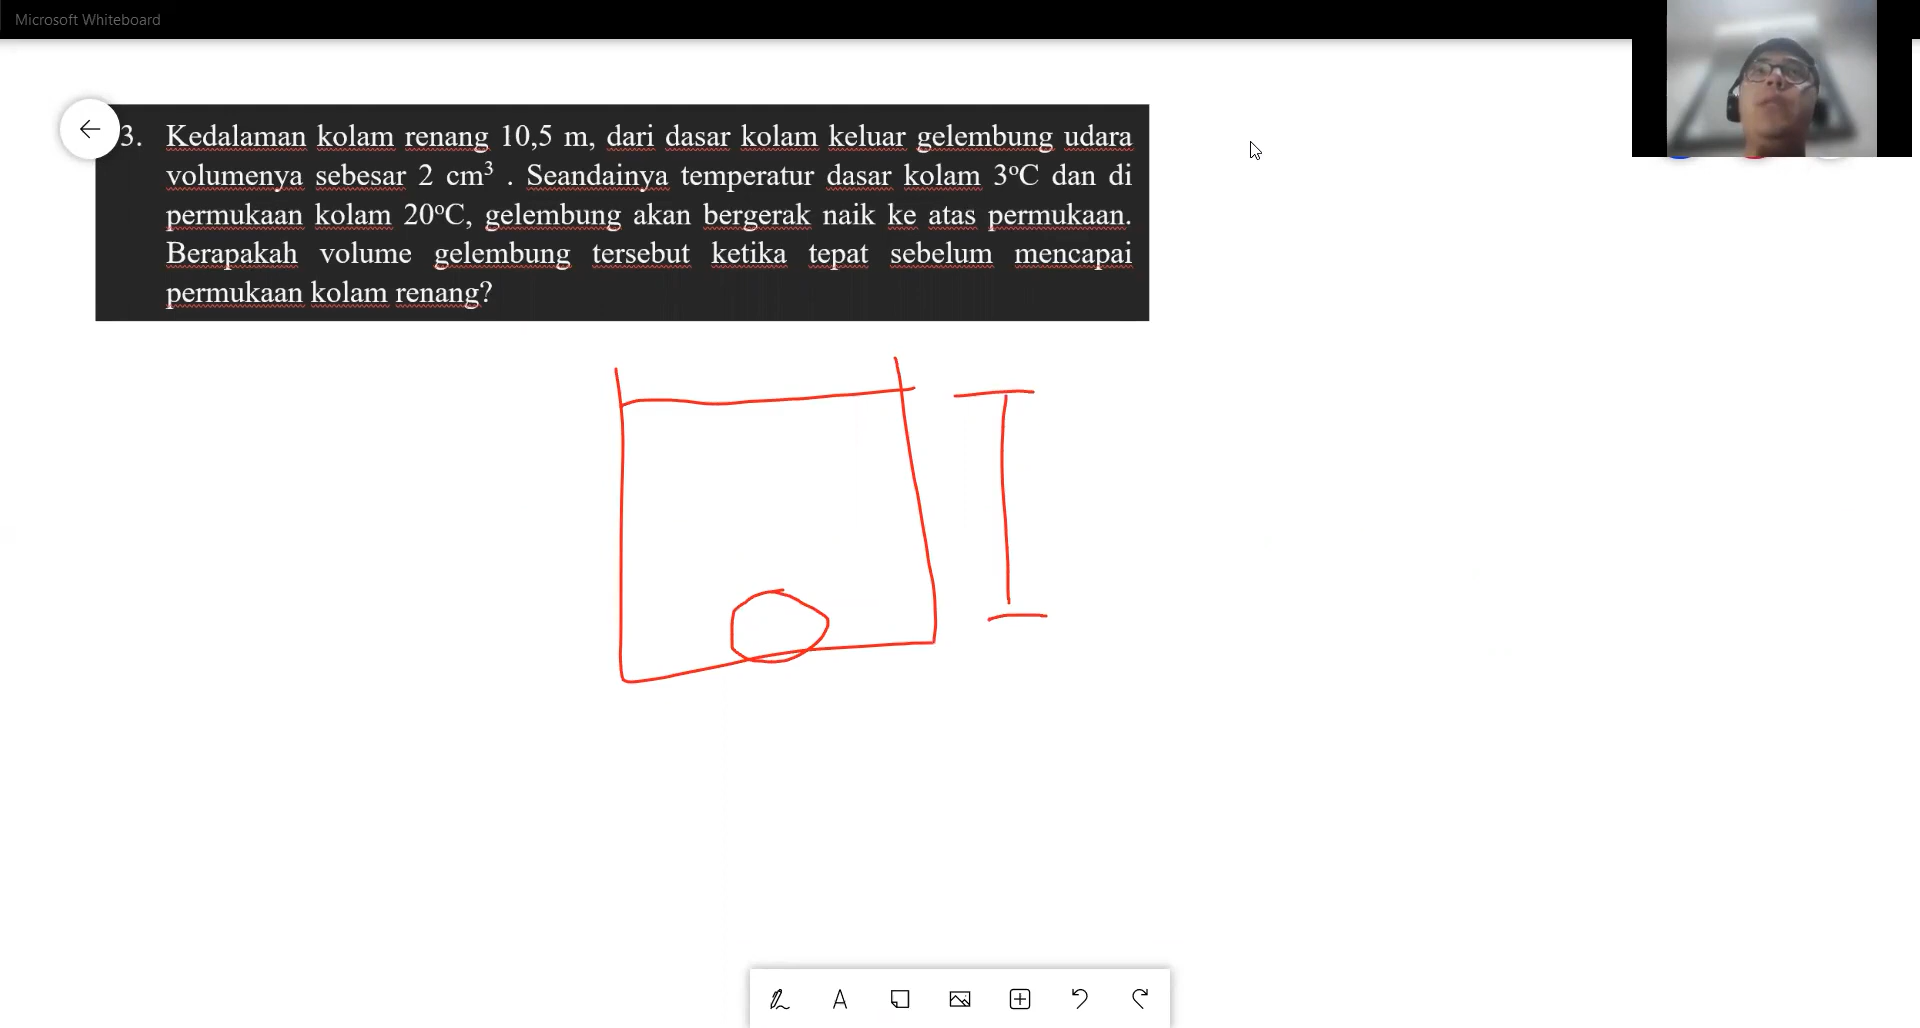 Microsoft Whiteboard
3. Kedalaman kolam renang 10,5 m, dari dasar kolam keluar gelembung udara
volumenya sebesar 2 cm³ . Seandainya temperatur dasar kolam 3°C dan di
permukaan kolam 20°C, gelembung akan bergerak naik ke atas permukaan.
Berapakah volume gelembung tersebut ketika tepat sebelum mencapai
permukaan kolam renang?